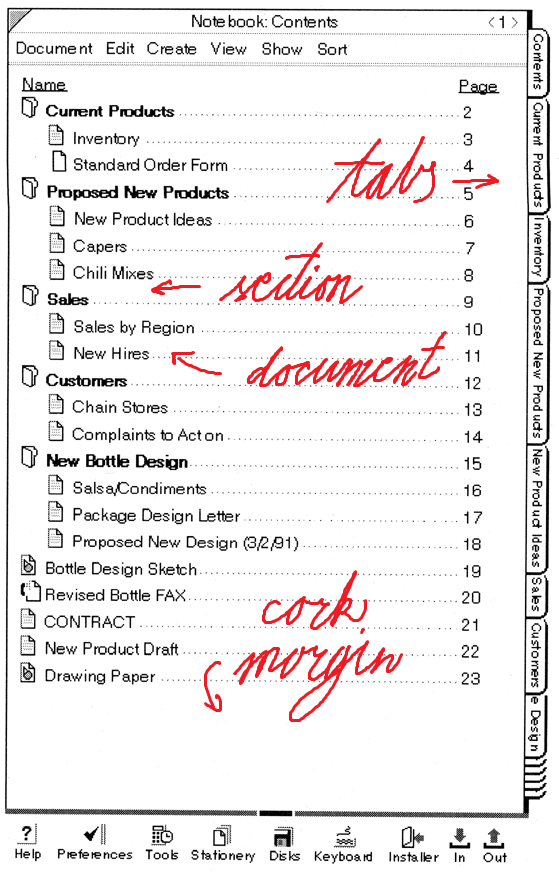 Notebook: Contents <1>
Document Edit Create View Show Sort
Name Page
Current Products 2
Inventory 3
Standard Order Form 4
tabs
Proposed New Products 5
New Product Ideas 6
Capers 7
Chili Mixes 8
section
Sales 9
Sales by Region 10
New Hires 11
document
Customers 12
Chain Stores 13
Complaints to Act on 14
New Bottle Design 15
Salsa/Condiments 16
Package Design Letter 17
Proposed New Design (3/2/91) 18
Bottle Design Sketch 19
Revised Bottle FAX 20
cork
CONTRACT 21
New Product Draft 22
margin
Drawing Paper 23
Contents
Current Products
Inventory
Proposed New Products
New Product Ideas
Sales
Customers
e Design
? Help Preferences Tools Stationery Disks Keyboard Installer In Out